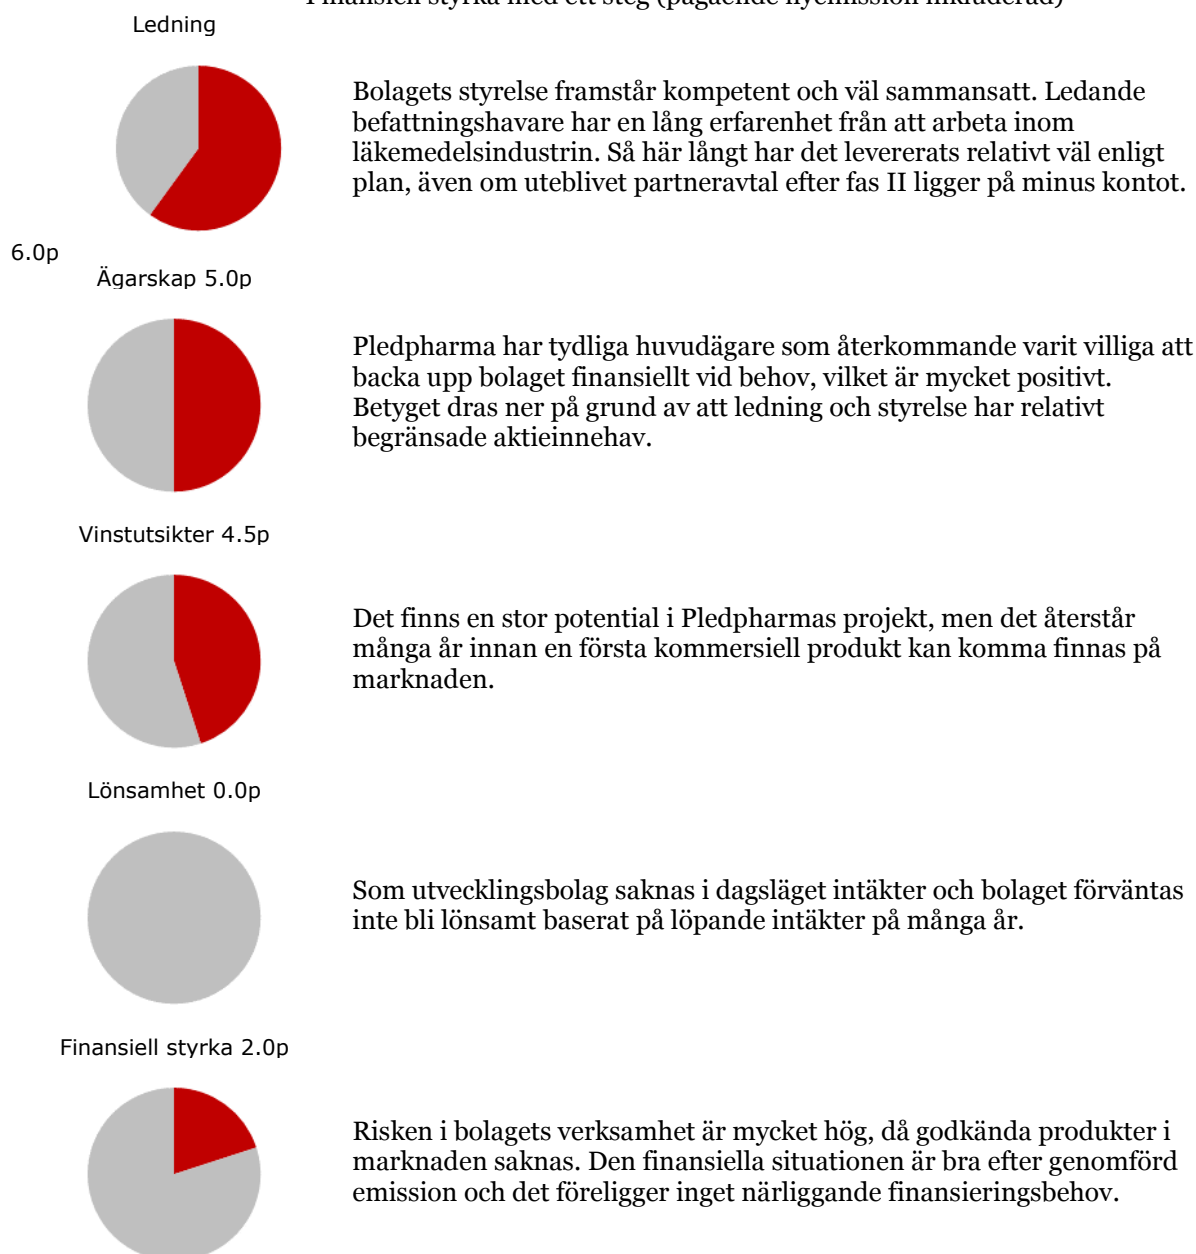 Finansiell styrka med ett steg (pågående nyemission inkluderad)
Ledning
Bolagets styrelse framstår kompetent och väl sammansatt. Ledande
befattningshavare har en lång erfarenhet från att arbeta inom
läkemedelsindustrin. Så här långt har det levererats relativt väl enligt
plan, även om uteblivet partneravtal efter fas II ligger på minus kontot.
6.0p
Ägarskap 5.0p
Pledpharma har tydliga huvudägare som återkommande varit villiga att
backa upp bolaget finansiellt vid behov, vilket är mycket positivt.
Betyget dras ner på grund av att ledning och styrelse har relativt
begränsade aktieinnehav.
Vinstutsikter 4.5p
Det finns en stor potential i Pledpharmas projekt, men det återstår
många år innan en första kommersiell produkt kan komma finnas på
marknaden.
Lönsamhet 0.0p
Som utvecklingsbolag saknas i dagsläget intäkter och bolaget förväntas
inte bli lönsamt baserat på löpande intäkter på många år.
Finansiell styrka 2.0p
Risken i bolagets verksamhet är mycket hög, då godkända produkter i
marknaden saknas. Den finansiella situationen är bra efter genomförd
emission och det föreligger inget närliggande finansieringsbehov.